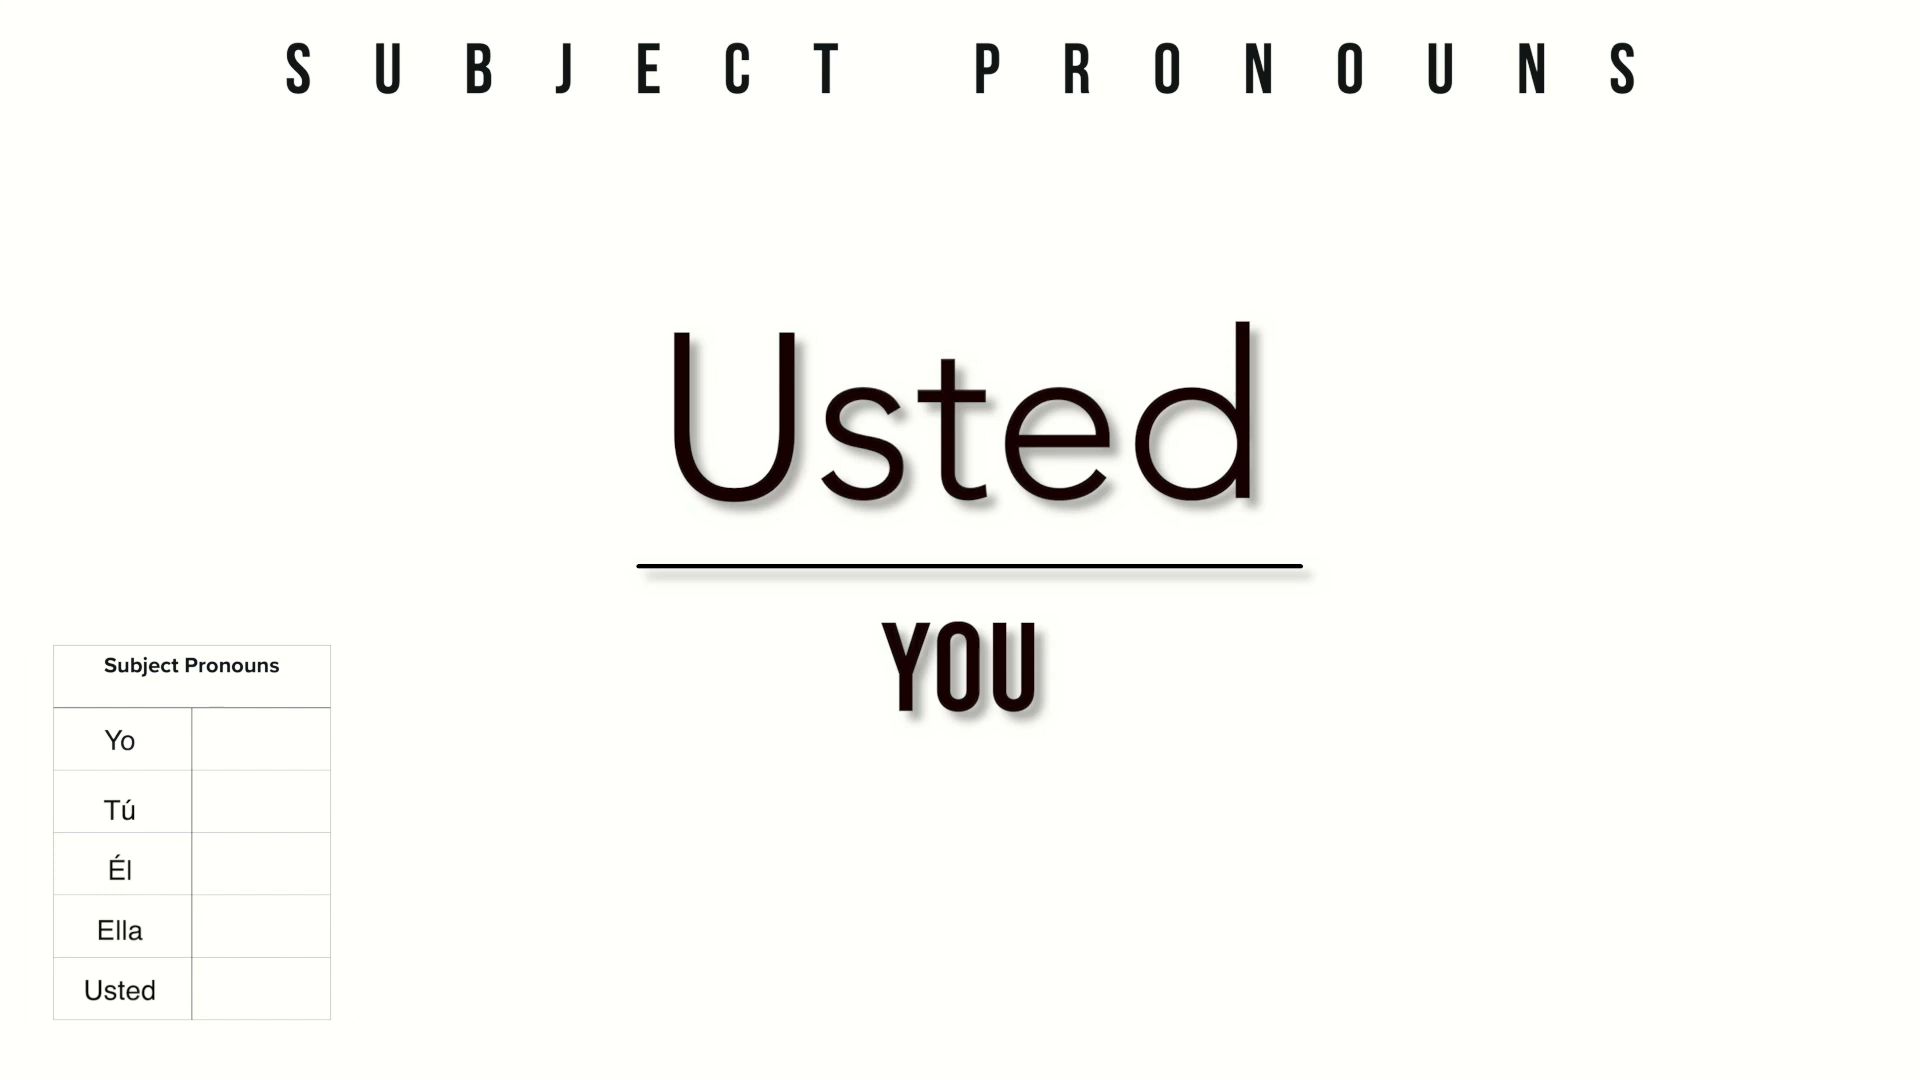 SUBJECT PRONOUNS
Usted
YOU
Subject Pronouns
Yo
Tú
Él
Ella
Usted